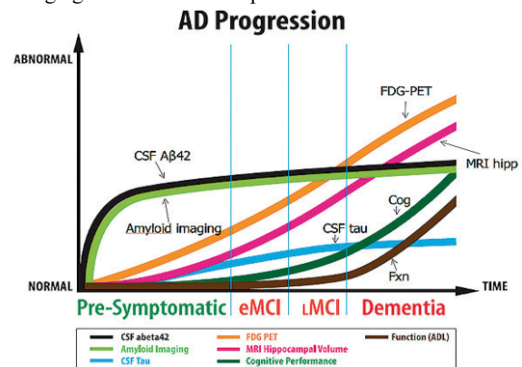 AD Progression
ABNORMAL
FDG-PET
CSF Aβ42
MRI hipp
Cog
Amyloid imaging
CSF tau
Fxn
NORMAL
TIME
Pre-Symptomatic eMCI LMCI Dementia
CSF abeta42 FDG PET Function (ADL)
Amyloid Imaging MRI Hippocampal Volume
CSF Tau Cognitive Performance